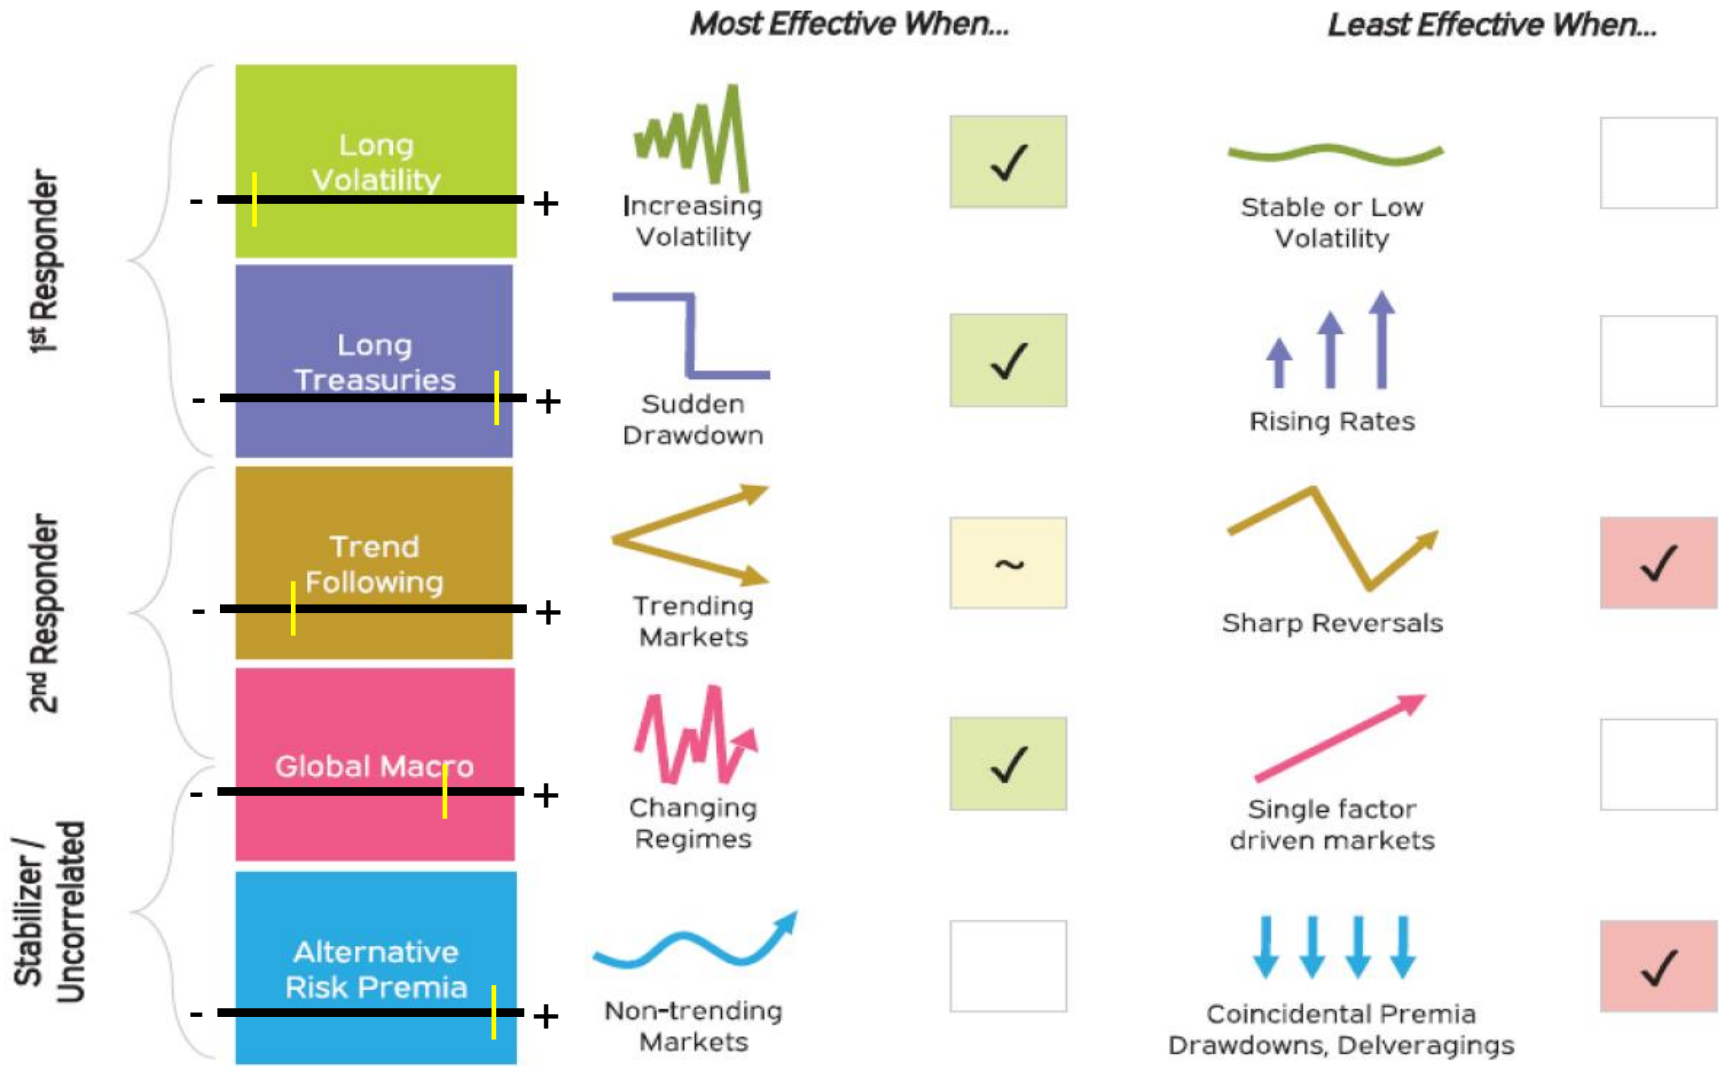 Most Effective When...
Least Effective When...
1st Responder
Long
Volatility
- +
Increasing
Volatility
✓
Stable or Low
Volatility
Long
Treasuries
- +
Sudden
Drawdown
✓
Rising Rates
2nd Responder
Trend
Following
- +
Trending
Markets
~
Sharp Reversals
✓
Global Macro
- +
Changing
Regimes
✓
Single factor
driven markets
Stabilizer /
Uncorrelated
Alternative
Risk Premia
- +
Non-trending
Markets
Coincidental Premia
Drawdowns, Delveragings
✓